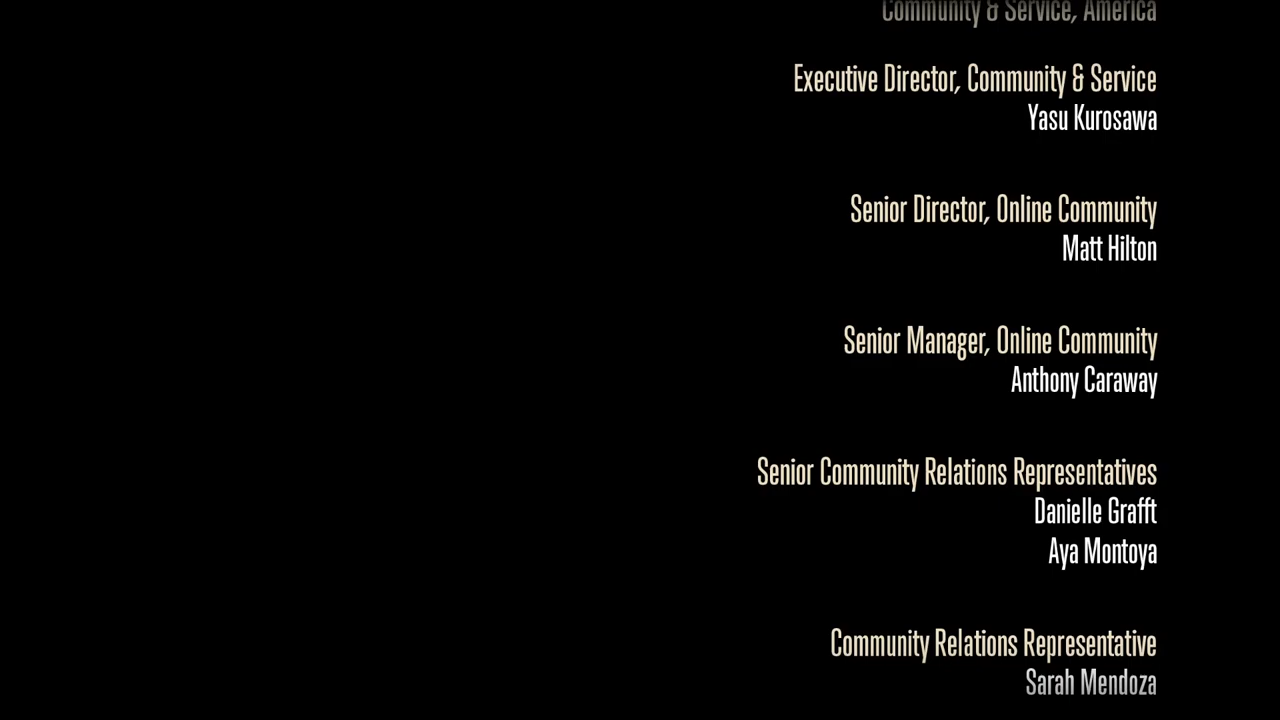 Community & Service, America
Executive Director, Community & Service
Yasu Kurosawa
Senior Director, Online Community
Matt Hilton
Senior Manager, Online Community
Anthony Caraway
Senior Community Relations Representatives
Danielle Grafft
Aya Montoya
Community Relations Representative
Sarah Mendoza